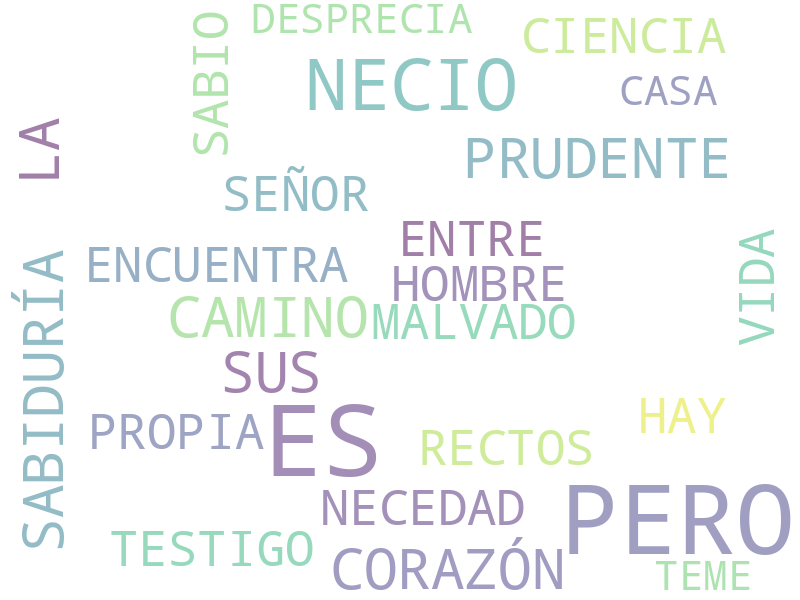 DESPRECIA
SABIO
CIENCIA
NECIO
CASA
LA
PRUDENTE
SEÑOR
ENTRE
VIDA
ENCUENTRA
HOMBRE
SABIDURÍA
CAMINO
MALVADO
SUS
HAY
PROPIA
ES
RECTOS
NECEDAD
PERO
TESTIGO
CORAZÓN
TEME